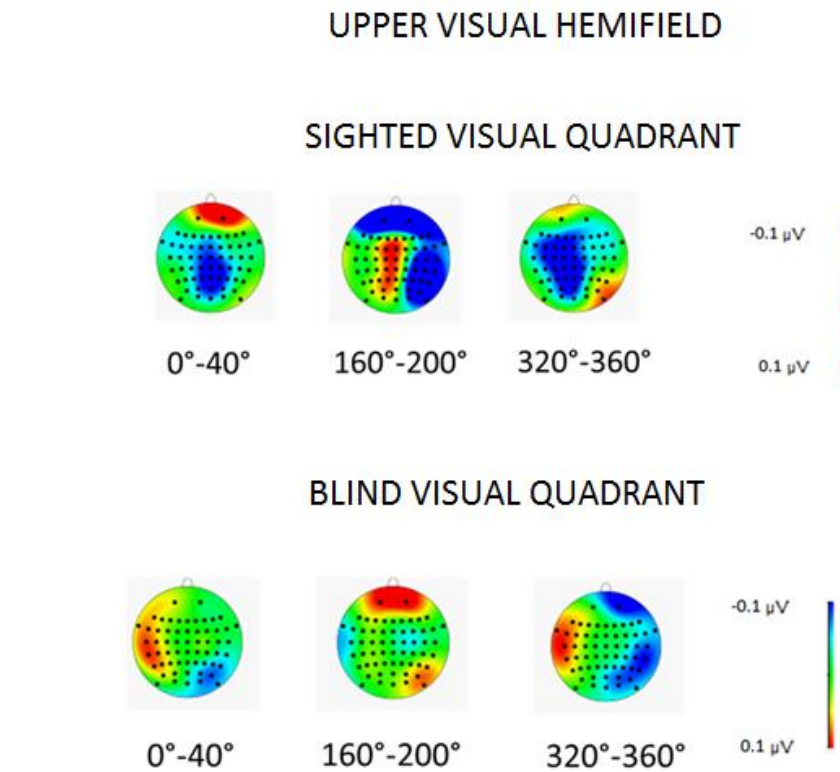 UPPER VISUAL HEMIFIELD
SIGHTED VISUAL QUADRANT
-0.1 µV
0°-40° 160°-200° 320°-360°
0.1 µV
BLIND VISUAL QUADRANT
-0.1 µV
0°-40° 160°-200° 320°-360°
0.1 µV